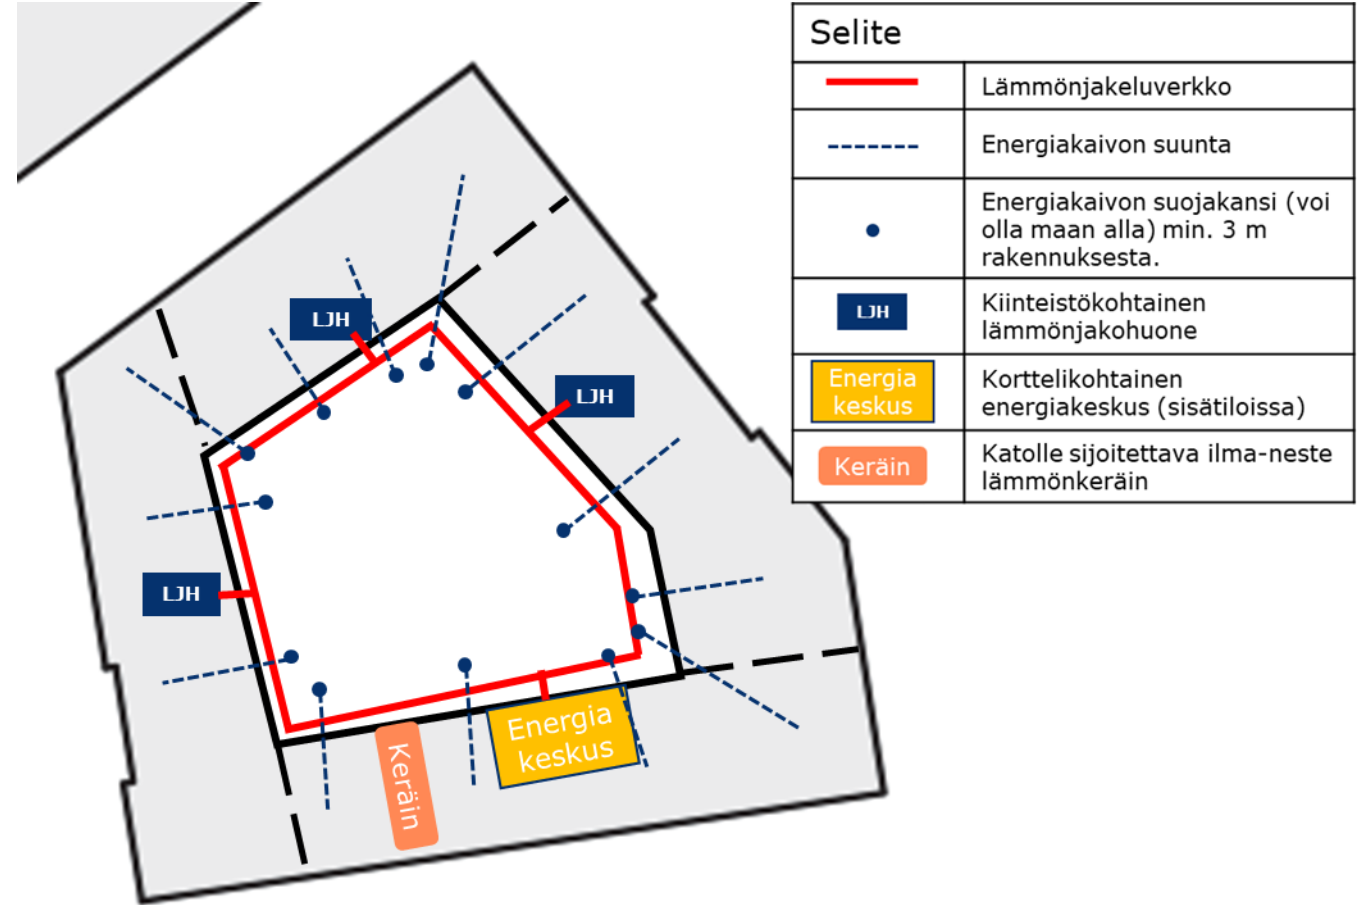 Selite
Lämmönjakeluverkko
Energiakaivon suunta
Energiakaivon suojakansi (voi
olla maan alla) min. 3 m
rakennuksesta.
LJH
Kiinteistökohtainen
lämmönjakohuone
Energia
keskus
Korttelikohtainen
energiakeskus (sisätiloissa)
Keräin
Katolle sijoitettava ilma-neste
lämmönkeräin
LJH
LJH
LJH
Energia
keskus
Keräin